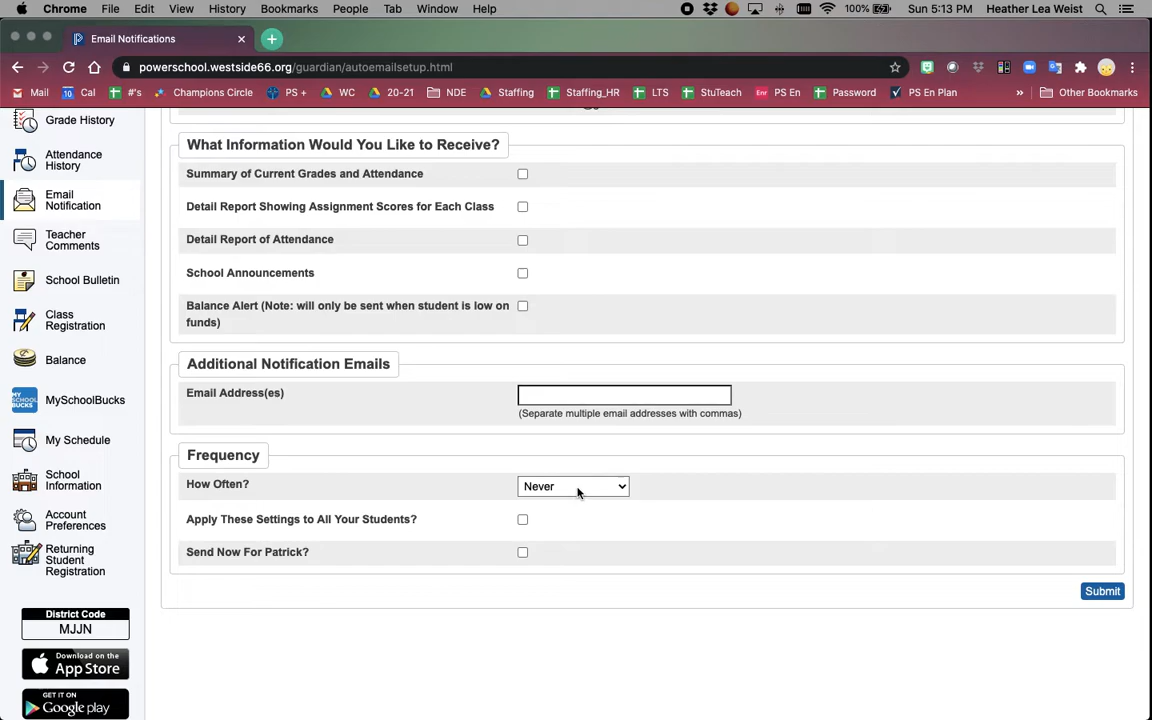 Chrome File Edit View History Bookmarks People Tab Window Help 100% Sun 5:13 PM Heather Lea Weist
Email Notifications
powerschool.westside66.org/guardian/autoemailsetup.html
Mail Cal #'s Champions Circle PS + WC 20-21 NDE Staffing Staffing_HR LTS StuTeach PS En Password PS En Plan » Other Bookmarks
Grade History
Attendance
History
Email
Notification
Teacher
Comments
School Bulletin
Class
Registration
Balance
MY SCHOOL BUCKS
MySchoolBucks
My Schedule
School
Information
Account
Preferences
Returning
Student
Registration
District Code
MJJN
Download on the
App Store
GET IT ON
Google play
What Information Would You Like to Receive?
Summary of Current Grades and Attendance
Detail Report Showing Assignment Scores for Each Class
Detail Report of Attendance
School Announcements
Balance Alert (Note: will only be sent when student is low on
funds)
Additional Notification Emails
Email Address(es)
(Separate multiple email addresses with commas)
Frequency
How Often? Never
Apply These Settings to All Your Students?
Send Now For Patrick?
Submit